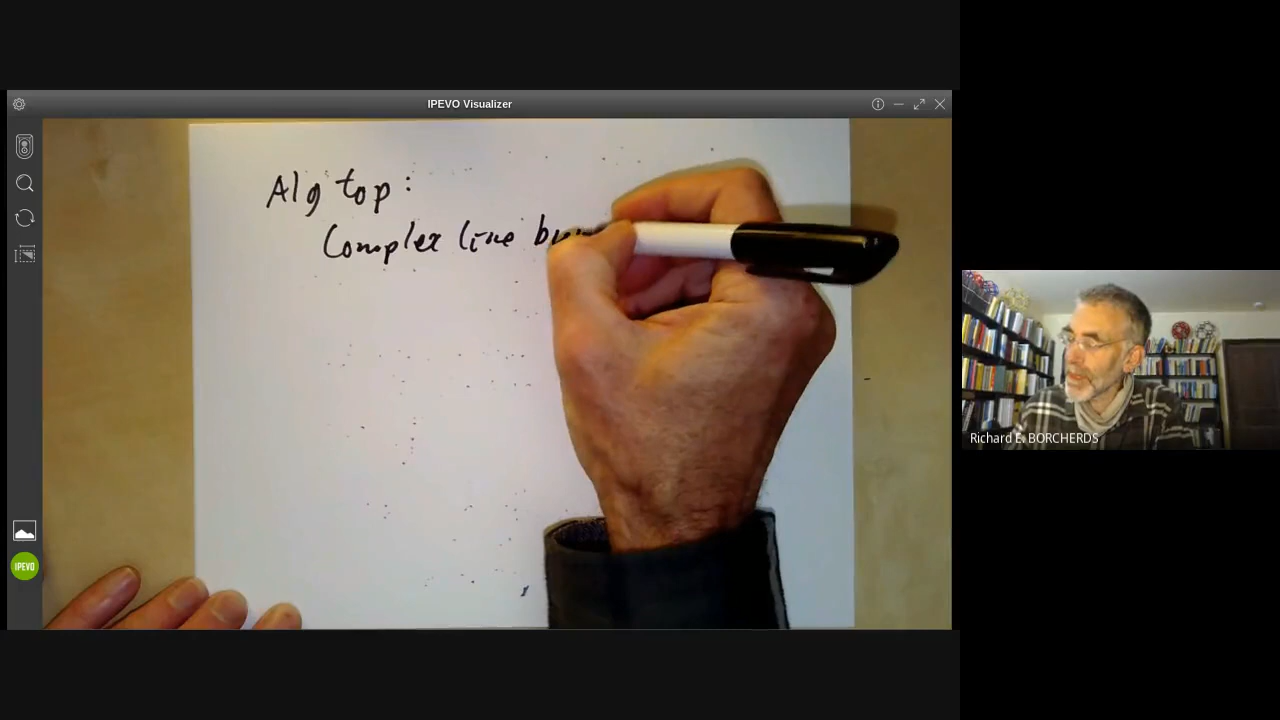 IPEVO Visualizer
Alg top:
Complex line
IPEVO
Richard E. BORCHERDS